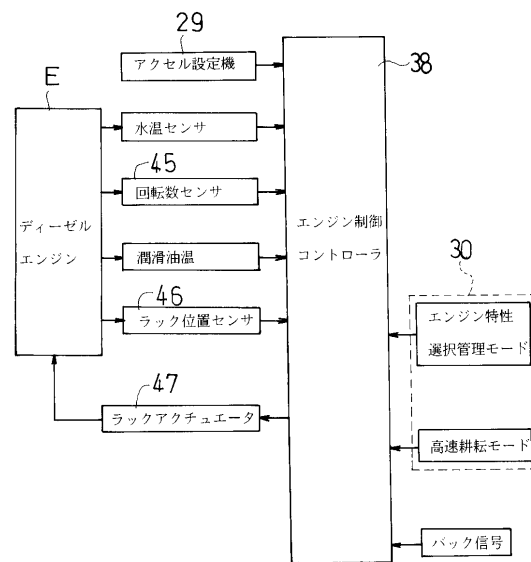 29
アクセル設定機
38
E
水温センサ
45
回転数センサ
ディーゼル
エンジン
エンジン制御
コントローラ
潤滑油温
30
46
ラック位置センサ
エンジン特性
選択管理モード
47
ラックアクチュエータ
高速耕耘モード
バック信号